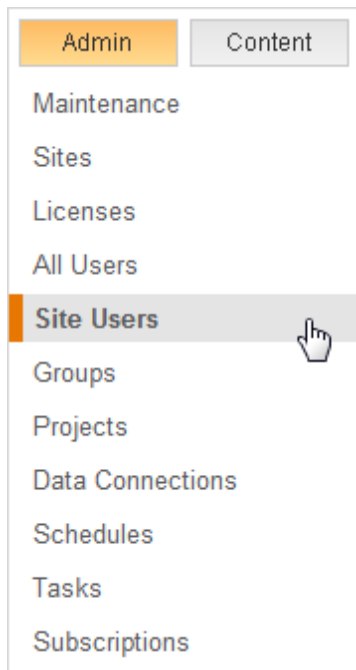 Admin Content
Maintenance
Sites
Licenses
All Users
Site Users
Groups
Projects
Data Connections
Schedules
Tasks
Subscriptions